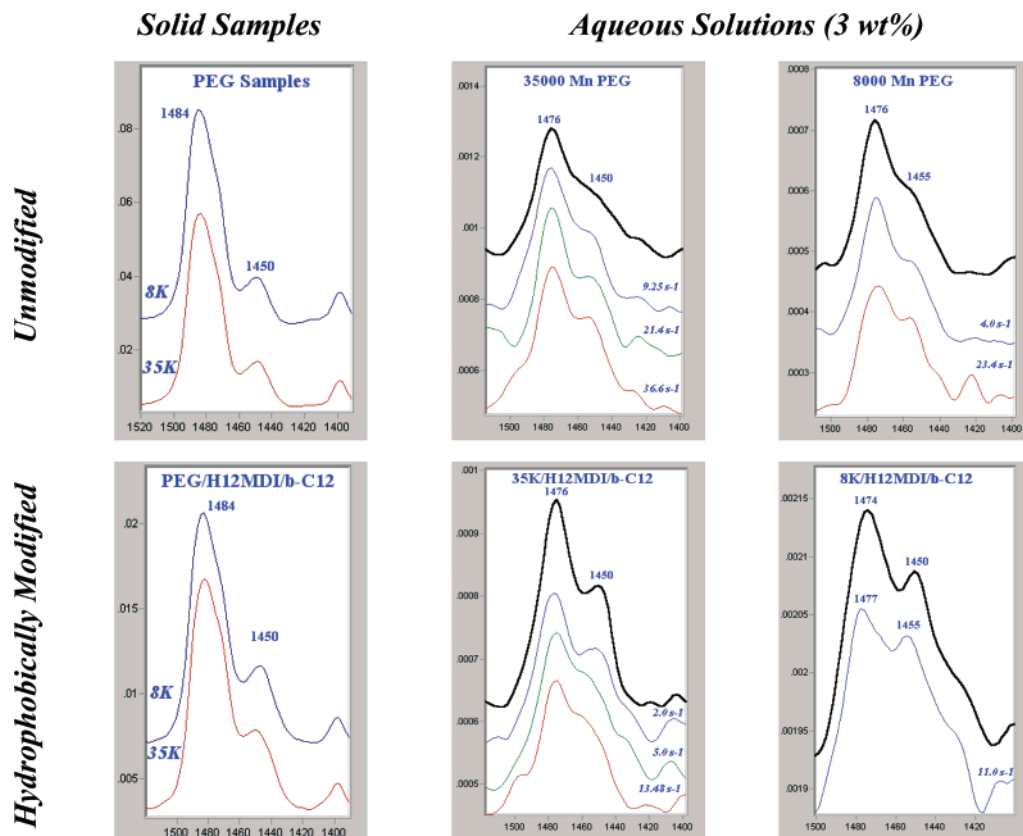 Solid Samples
Aqueous Solutions (3 wt%)
Unmodified
PEG Samples
1484
1450
8K
35K
.08
.06
.04
.02
1520 1500 1480 1460 1440 1420 1400
35000 Mn PEG
1476
1450
9.25 s-1
21.4 s-1
36.6 s-1
.0014
.0012
.001
.0008
.0006
1500 1480 1460 1440 1420 1400
8000 Mn PEG
1476
1455
4.0 s-1
23.4 s-1
.0008
.0007
.0006
.0005
.0004
.0003
1500 1480 1460 1440 1420 1400
Hydrophobically Modified
PEG/H12MDI/b-C12
1484
1450
8K
35K
.02
.015
.01
.005
1500 1480 1460 1440 1420 1400
35K/H12MDI/b-C12
1476
1450
2.0 s-1
5.0 s-1
13.48 s-1
.001
.0009
.0008
.0007
.0006
.0005
1500 1480 1460 1440 1420 1400
8K/H12MDI/b-C12
1474
1450
1477
1455
11.0 s-1
.00215
.0021
.00205
.002
.00195
.0019
1500 1480 1460 1440 1420 1400